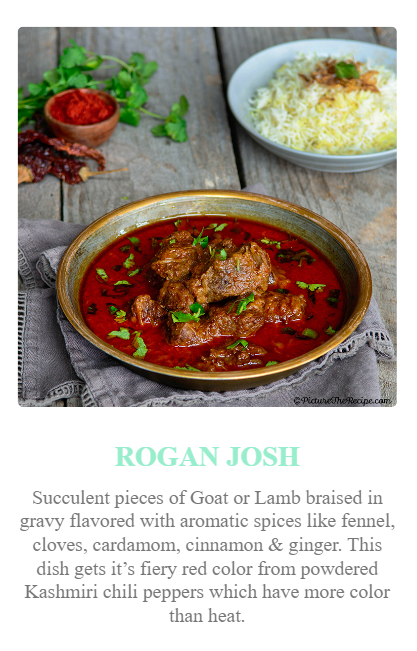 ©PictureTheRecipe.com
ROGAN JOSH
Succulent pieces of Goat or Lamb braised in
gravy flavored with aromatic spices like fennel,
cloves, cardamom, cinnamon & ginger. This
dish gets it’s fiery red color from powdered
Kashmiri chili peppers which have more color
than heat.